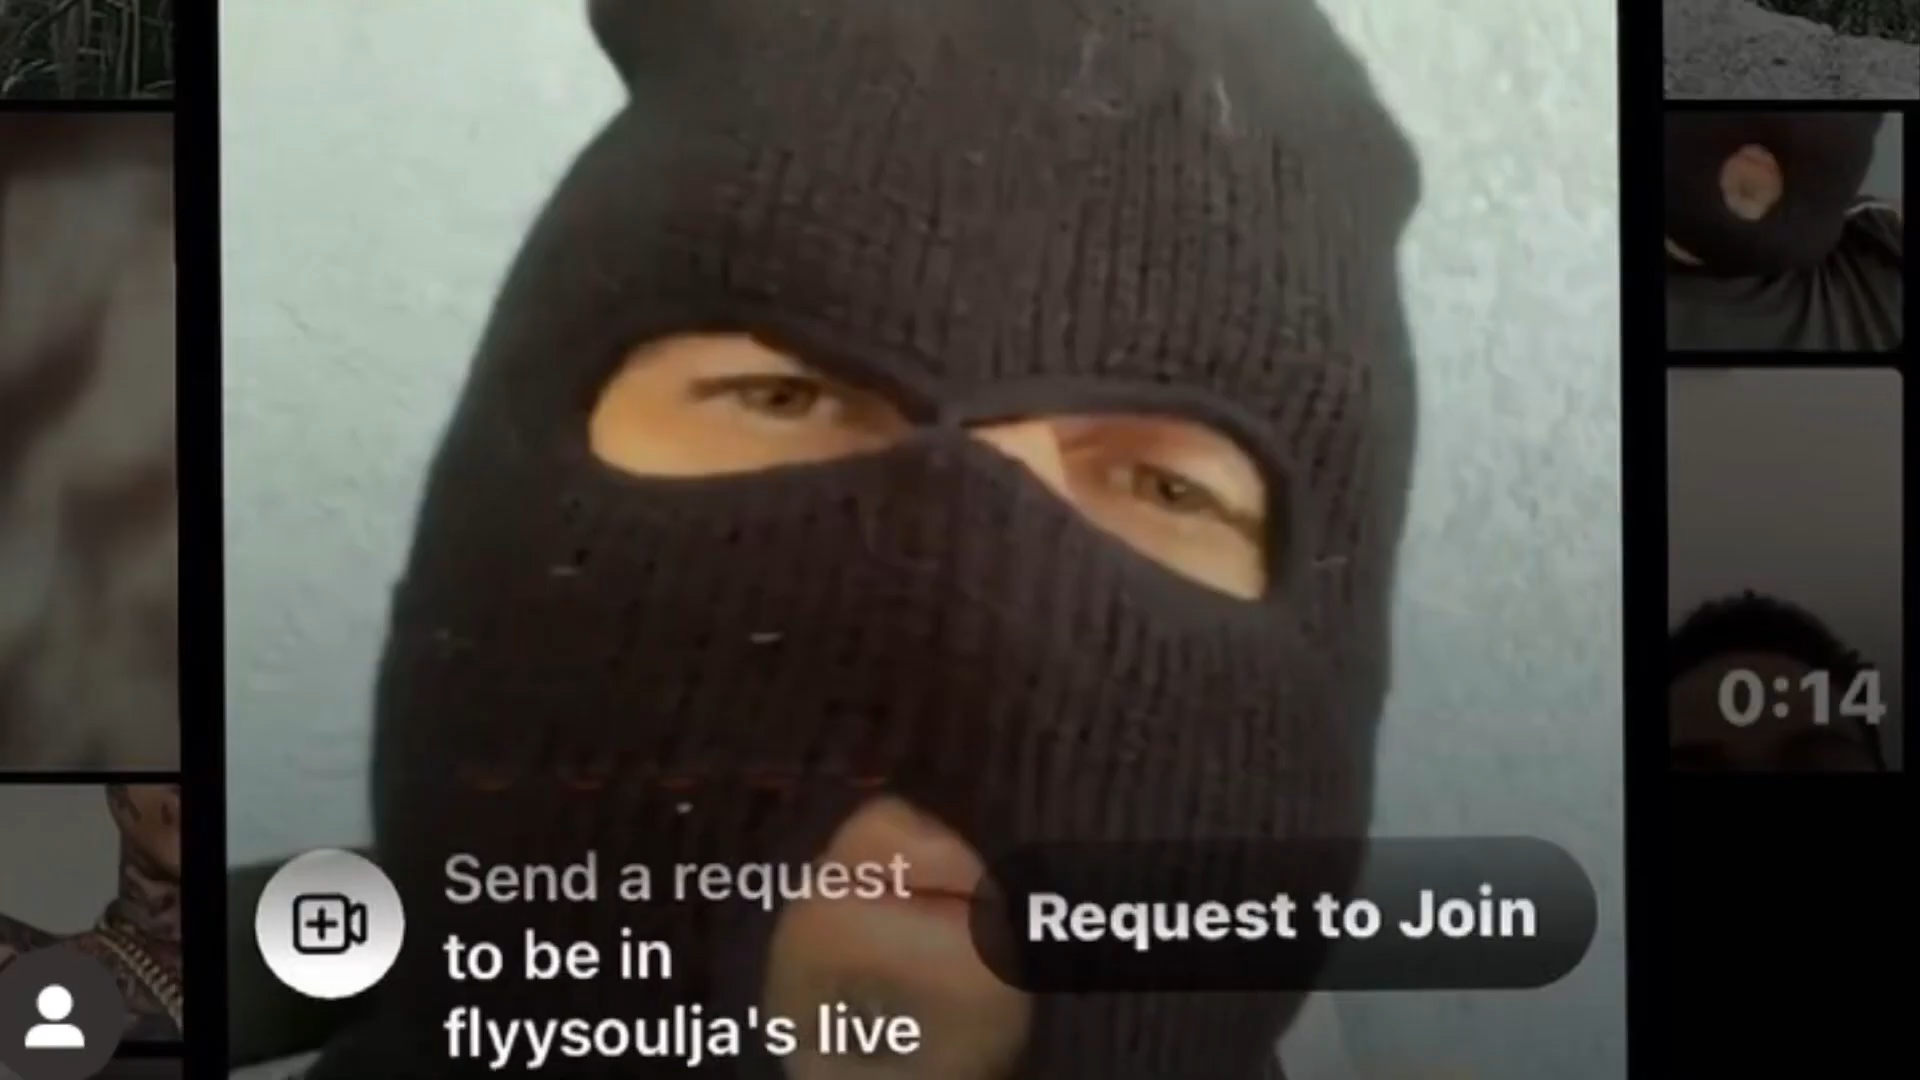 0:14
Send a request
to be in
flyysoulja's live
Request to Join